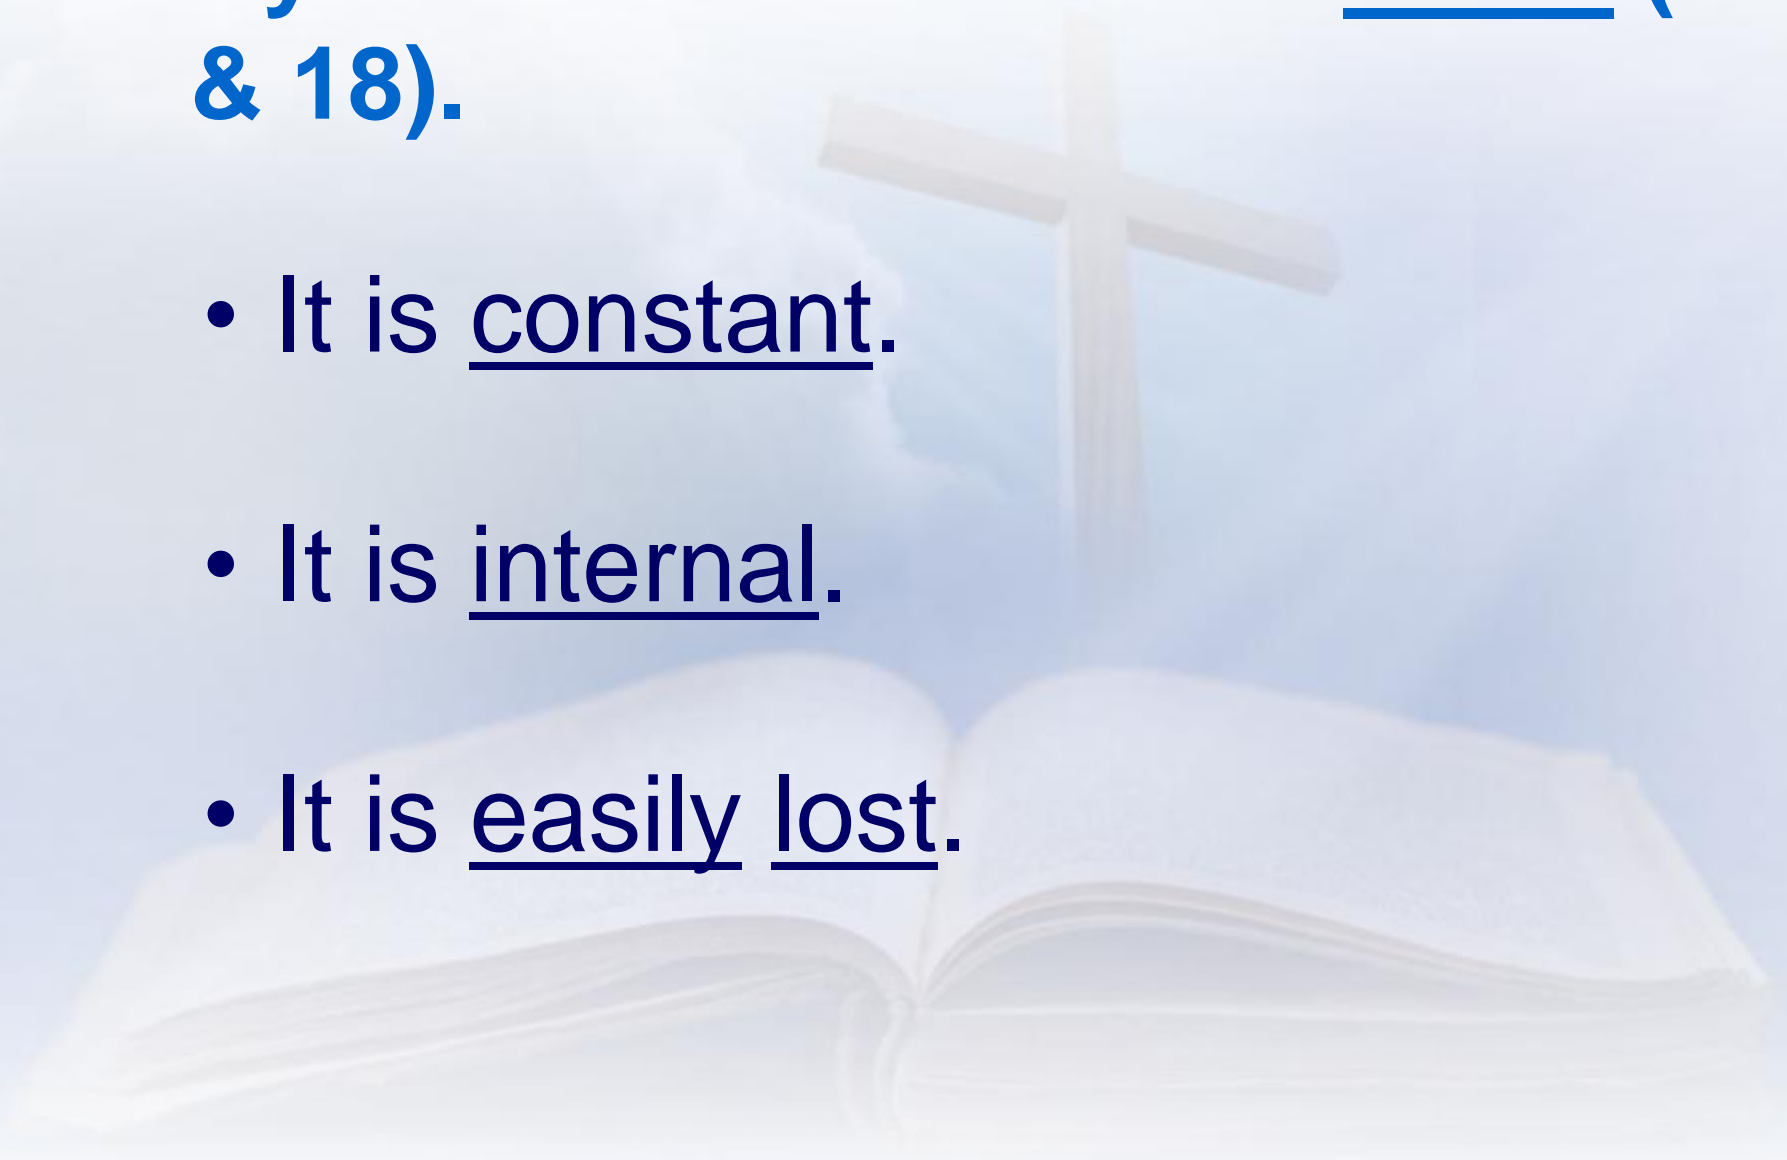 & 18).
• It is constant.
• It is internal.
• It is easily lost.